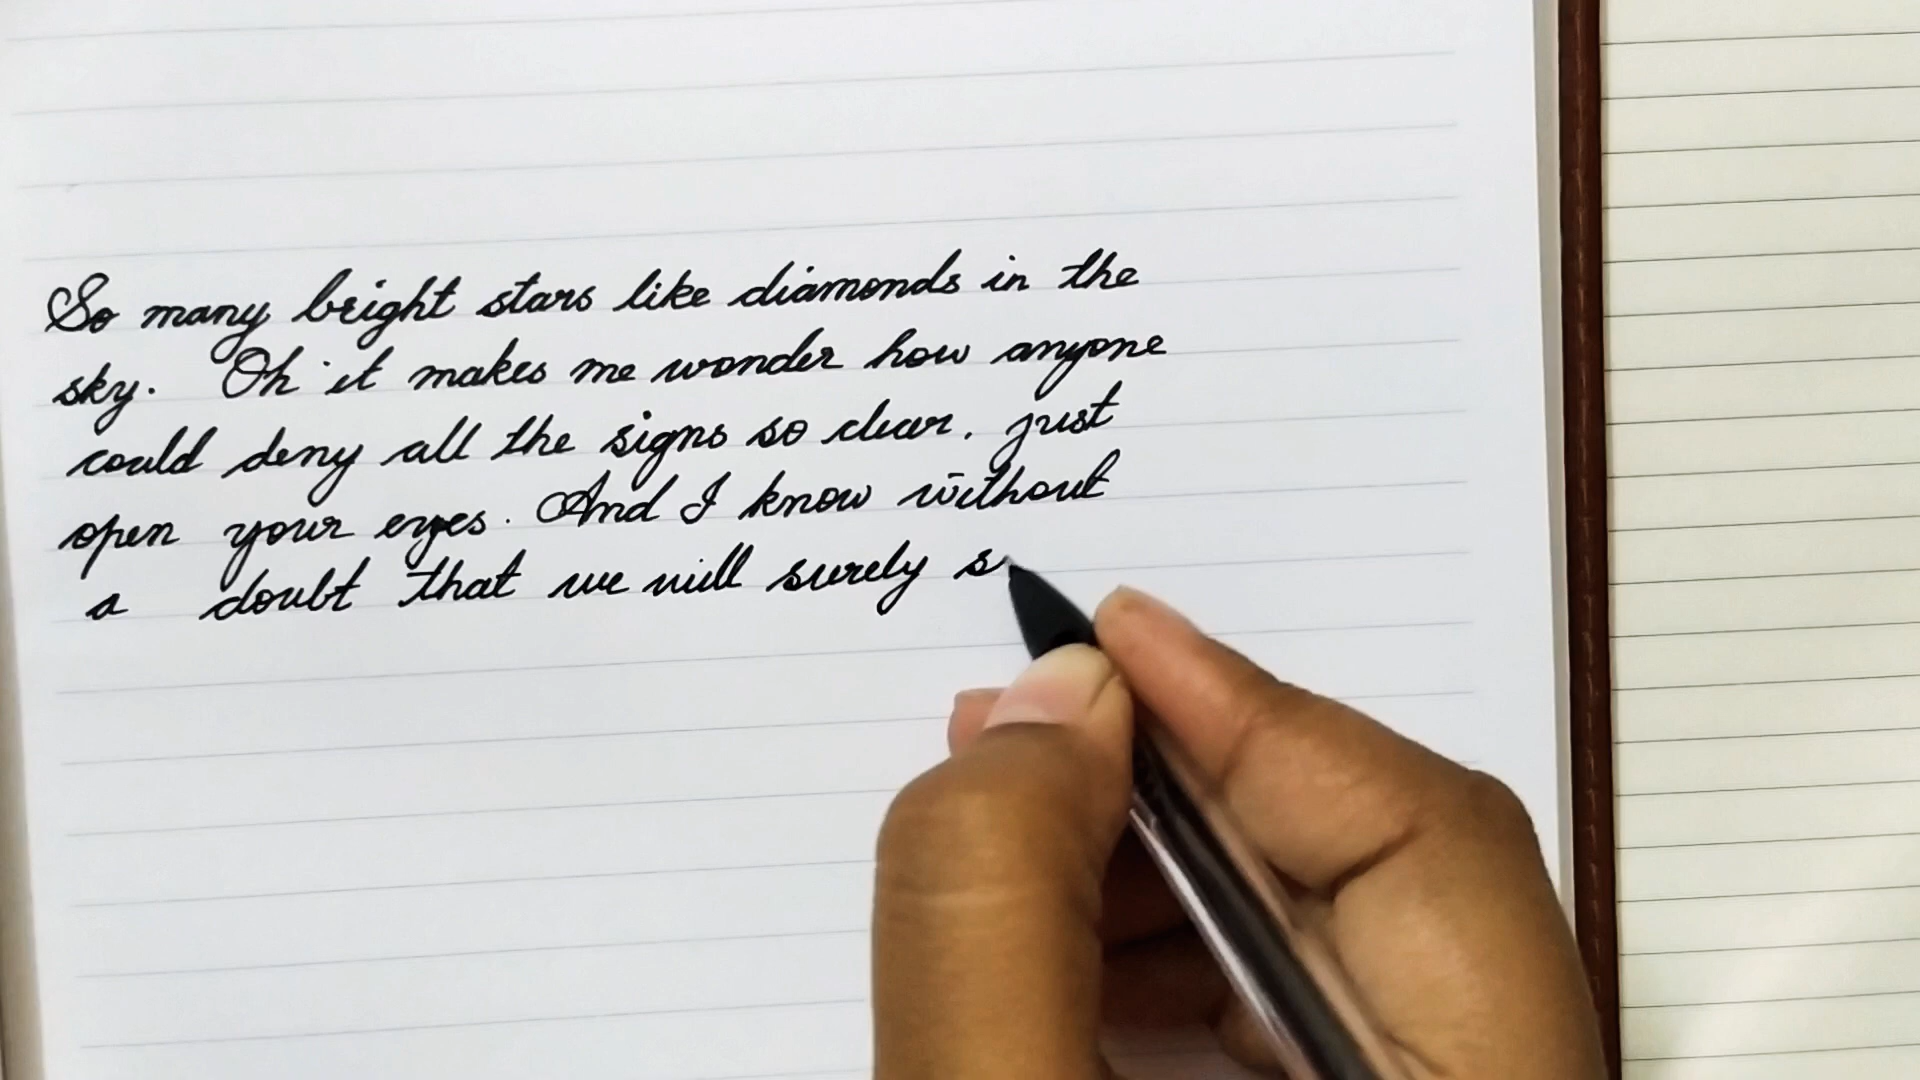 So many bright stars like diamonds in the
sky. Oh it makes me wonder how anyone
could deny all the signs so clear, just
open your eyes. And I know without
a doubt that we will surely s